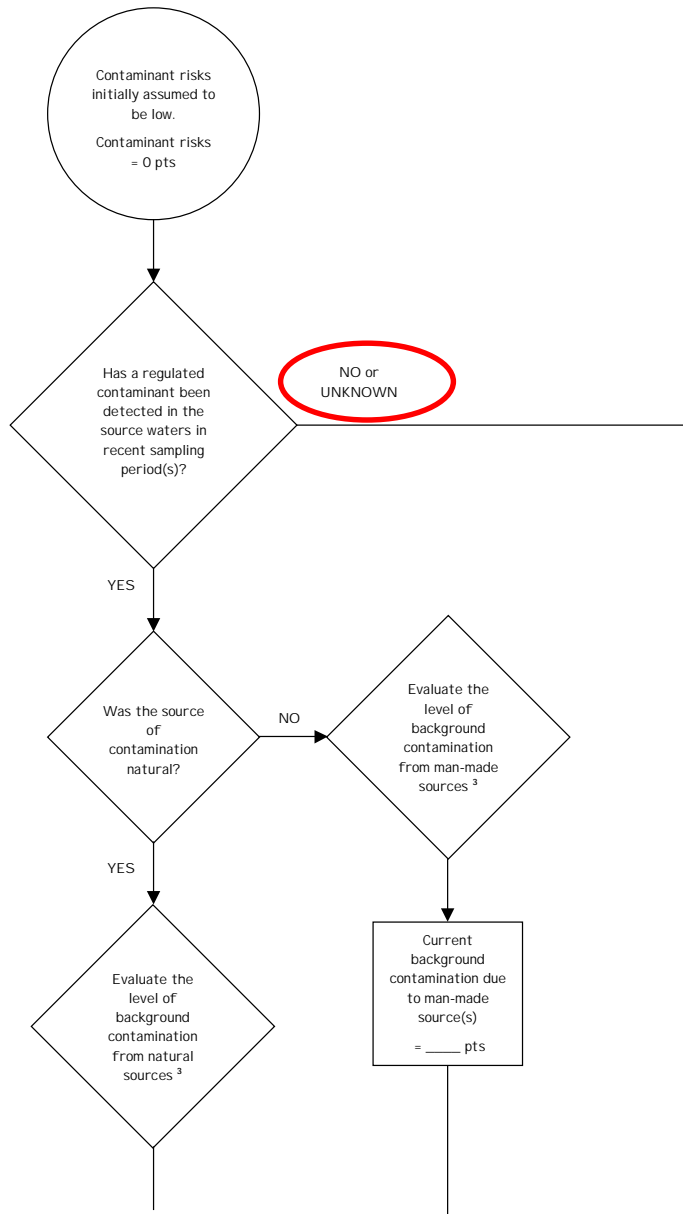 Contaminant risks
initially assumed to
be low.
Contaminant risks
= 0 pts
Has a regulated
contaminant been
detected in the
source waters in
recent sampling
period(s)?
NO or
UNKNOWN
YES
Was the source
of
contamination
natural?
NO
Evaluate the
level of
background
contamination
from man-made
sources ³
YES
Evaluate the
level of
background
contamination
from natural
sources ³
Current
background
contamination due
to man-made
source(s)
= _____ pts